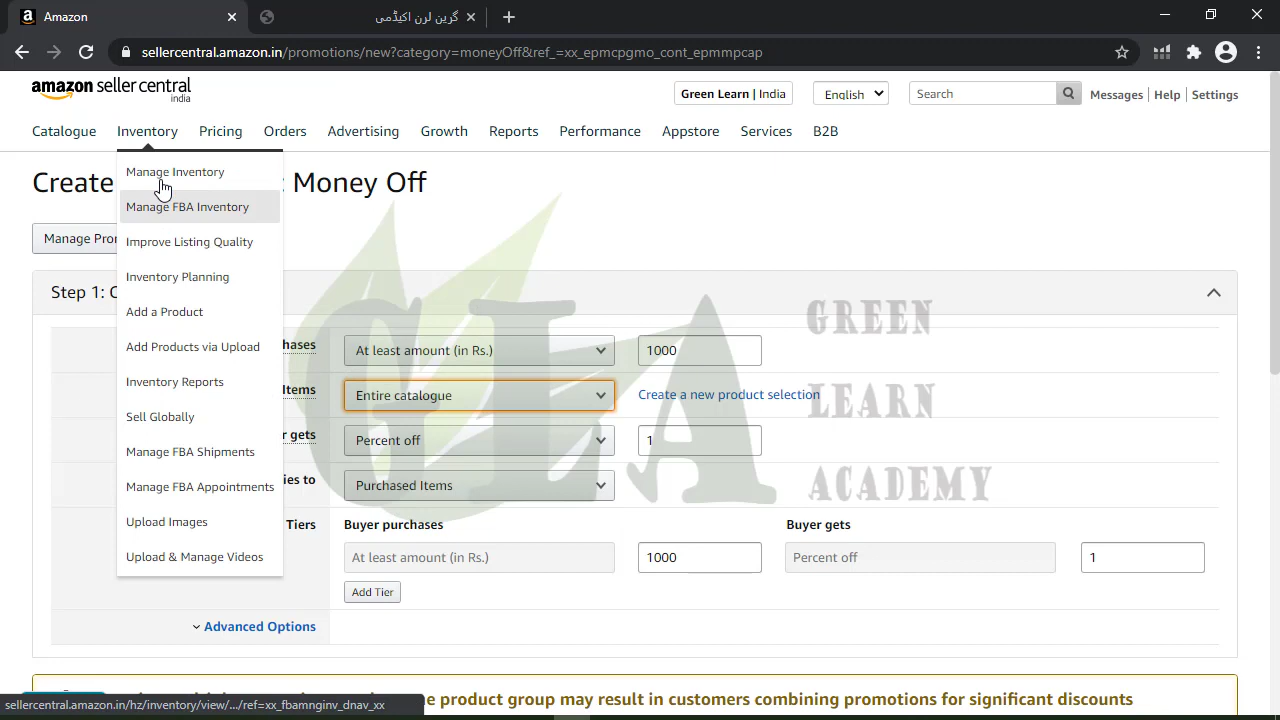 Amazon
گرین لرن اکیڈمی
sellercentral.amazon.in/promotions/new?category=moneyOff&ref_=xx_epmcpgmo_cont_epmmpcap
amazon seller central
india
Green Learn | India
English
Search
Messages | Help | Settings
Catalogue Inventory Pricing Orders Advertising Growth Reports Performance Appstore Services B2B
Create : Money Off
Manage Inventory
Manage FBA Inventory
Manage Pror
Improve Listing Quality
Inventory Planning
Step 1: C
Add a Product
GREEN
Add Products via Upload
hases
At least amount (in Rs.)
1000
Inventory Reports
Items
Entire catalogue
Create a new product selection
GLA
LEARN
Sell Globally
r gets
Percent off
1
Manage FBA Shipments
Manage FBA Appointments
ies to
Purchased Items
ACADEMY
Upload Images
Tiers
Buyer purchases
Buyer gets
Upload & Manage Videos
At least amount (in Rs.)
1000
Percent off
1
Add Tier
Advanced Options
sellercentral.amazon.in/hz/inventory/view/.../ref=xx_fbamnginv_dnav_xx
e product group may result in customers combining promotions for significant discounts